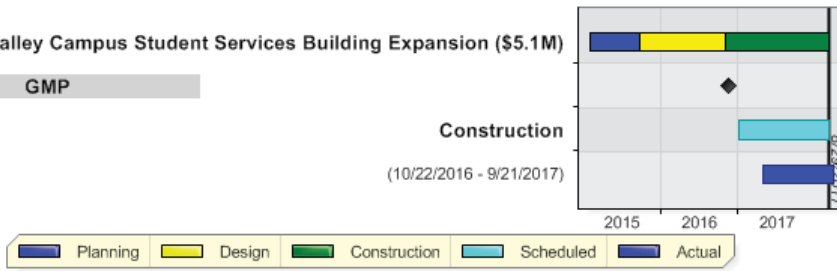 alley Campus Student Services Building Expansion ($5.1M)
GMP
Construction
(10/22/2016 - 9/21/2017)
2015 2016 2017
Planning Design Construction Scheduled Actual